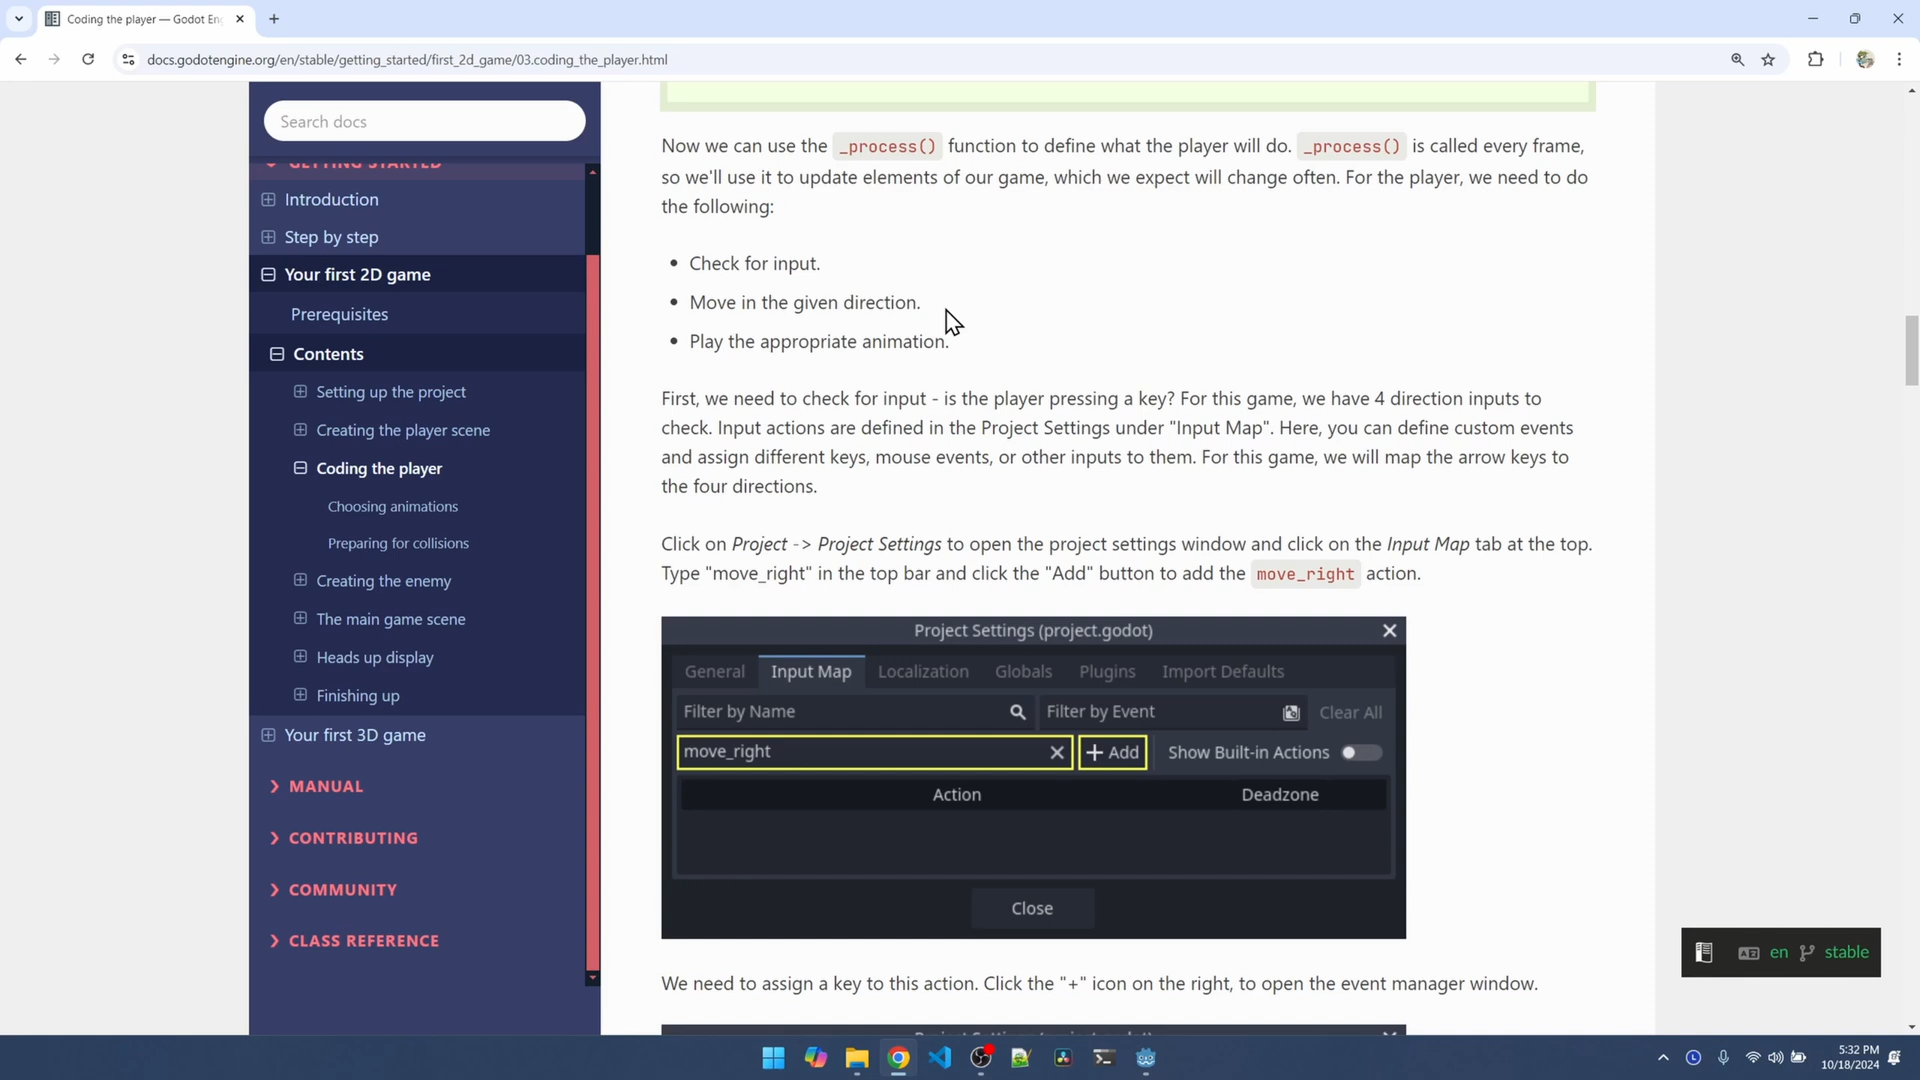 Coding the player — Godot En
docs.godotengine.org/en/stable/getting_started/first_2d_game/03.coding_the_player.html
Search docs
GETTING STARTED
Introduction
Step by step
Your first 2D game
Prerequisites
Contents
Setting up the project
Creating the player scene
Coding the player
Choosing animations
Preparing for collisions
Creating the enemy
The main game scene
Heads up display
Finishing up
Your first 3D game
MANUAL
CONTRIBUTING
COMMUNITY
CLASS REFERENCE
Now we can use the _process() function to define what the player will do. _process() is called every frame,
so we'll use it to update elements of our game, which we expect will change often. For the player, we need to do
the following:
• Check for input.
• Move in the given direction.
• Play the appropriate animation.
First, we need to check for input - is the player pressing a key? For this game, we have 4 direction inputs to
check. Input actions are defined in the Project Settings under "Input Map". Here, you can define custom events
and assign different keys, mouse events, or other inputs to them. For this game, we will map the arrow keys to
the four directions.
Click on Project -> Project Settings to open the project settings window and click on the Input Map tab at the top.
Type "move_right" in the top bar and click the "Add" button to add the move_right action.
Project Settings (project.godot)
General Input Map Localization Globals Plugins Import Defaults
Filter by Name Filter by Event Clear All
move_right + Add Show Built-in Actions
Action Deadzone
Close
We need to assign a key to this action. Click the "+" icon on the right, to open the event manager window.
en stable
5:32 PM
10/18/2024